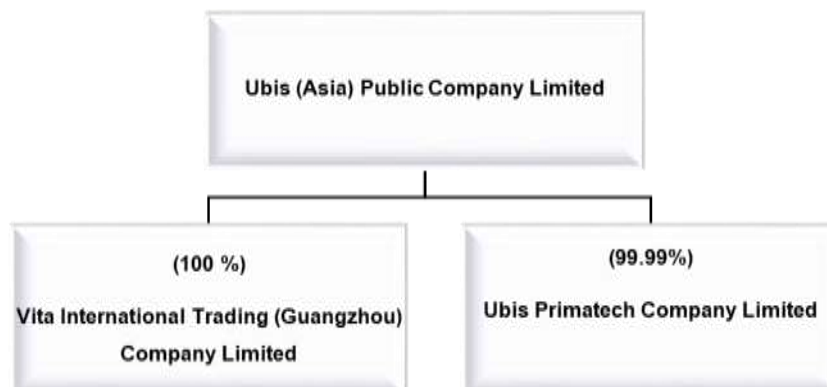 Ubis (Asia) Public Company Limited
(100 %)
Vita International Trading (Guangzhou)
Company Limited
(99.99%)
Ubis Primatech Company Limited